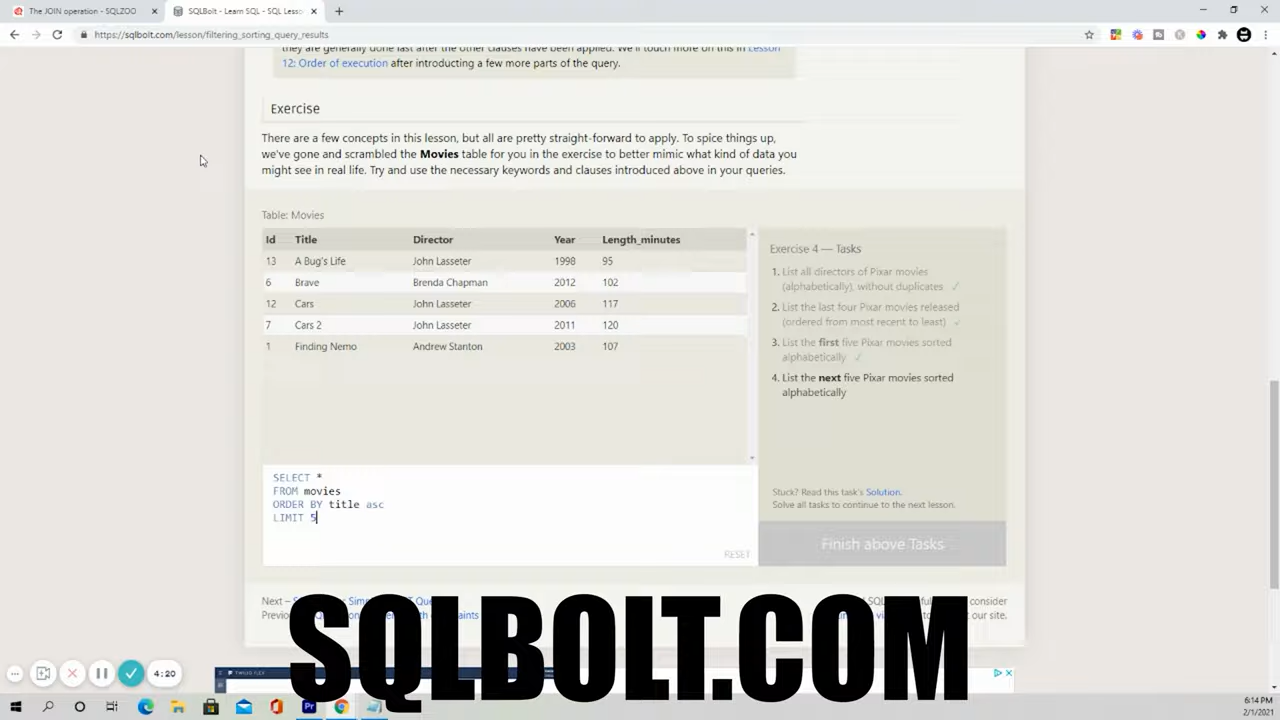 The JOIN operation - SQLZOO
SQLBolt - Learn SQL - SQL Less
https://sqlbolt.com/lesson/filtering_sorting_query_results
they are generally done last after the other clauses have been applied. We'll touch more on this in Lesson
12: Order of execution after introducing a few more parts of the query.
Exercise
There are a few concepts in this lesson, but all are pretty straight-forward to apply. To spice things up,
we've gone and scrambled the Movies table for you in the exercise to better mimic what kind of data you
might see in real life. Try and use the necessary keywords and clauses introduced above in your queries.
Table: Movies
Id Title Director Year Length_minutes
13 A Bug's Life John Lasseter 1998 95
6 Brave Brenda Chapman 2012 102
12 Cars John Lasseter 2006 117
7 Cars 2 John Lasseter 2011 120
1 Finding Nemo Andrew Stanton 2003 107
Exercise 4 — Tasks
1. List all directors of Pixar movies
(alphabetically), without duplicates ✓
2. List the last four Pixar movies released
(ordered from most recent to least) ✓
3. List the first five Pixar movies sorted
alphabetically ✓
4. List the next five Pixar movies sorted
alphabetically
SELECT *
FROM movies
ORDER BY title asc
LIMIT 5
RESET
Stuck? Read this task's Solution.
Solve all tasks to continue to the next lesson.
Finish above Tasks
Next –
consider
our site.
SQLBOLT.COM
4:20
TWILIO FLEX
6:14 PM
2/1/2021